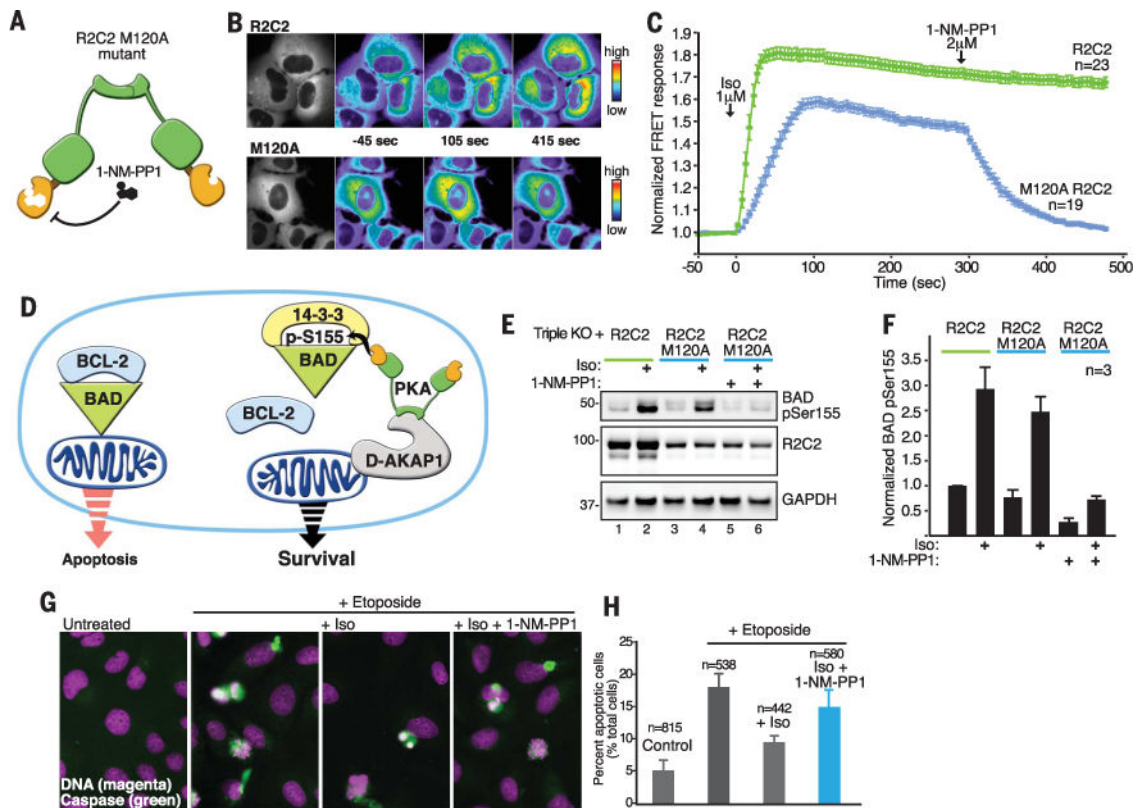 A
R2C2 M120A
mutant
1-NM-PP1
B
R2C2
high
low
-45 sec
105 sec
415 sec
M120A
high
low
C
Normalized FRET response
1.9
1.8
1.7
1.6
1.5
1.4
1.3
1.2
1.1
1.0
Iso
1μM
1-NM-PP1
2μM
R2C2
n=23
M120A R2C2
n=19
-50
0
100
200
300
400
500
Time (sec)
D
BCL-2
BAD
Apoptosis
14-3-3
p-S155
BAD
BCL-2
PKA
D-AKAP1
Survival
E
Triple KO + R2C2 R2C2 M120A R2C2 M120A
Iso: + + +
1-NM-PP1: + +
50-
BAD
pSer155
100-
R2C2
37-
GAPDH
1 2 3 4 5 6
F
R2C2 R2C2 M120A R2C2 M120A
n=3
Normalized BAD pSer155
3.5
3.0
2.5
2.0
1.5
1.0
0.5
0
Iso: + + +
1-NM-PP1: + +
G
+ Etoposide
Untreated + Iso + Iso + 1-NM-PP1
DNA (magenta)
Caspase (green)
H
+ Etoposide
Percent apoptotic cells
(% total cells)
25
20
15
10
5
0
n=815
Control
n=538
n=442
+ Iso
n=580
Iso +
1-NM-PP1